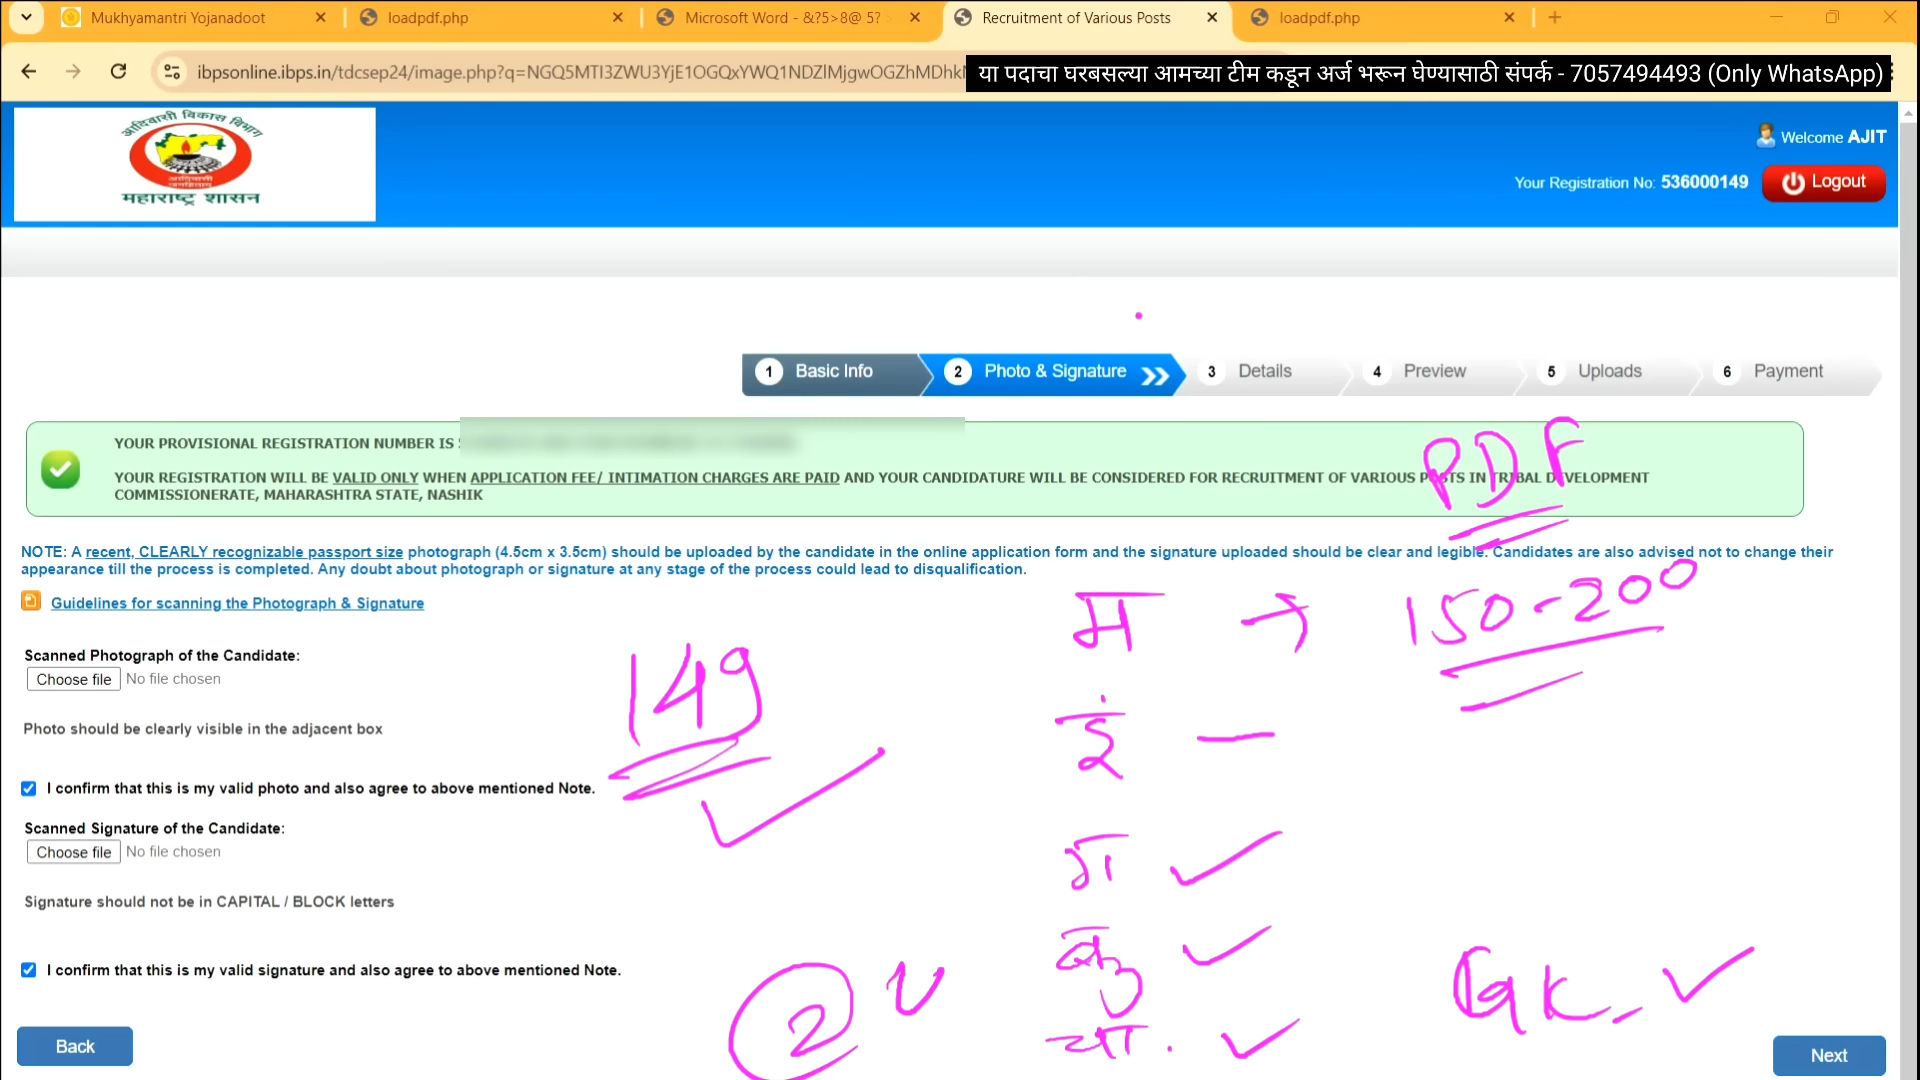 Mukhyamantri Yojanadoot
loadpdf.php
Microsoft Word - &?5>8@ 5?
Recruitment of Various Posts
loadpdf.php
ibpsonline.ibps.in/tdcsep24/image.php?q=NGQ5MTI3ZWU3YjE1OGQxYWQ1NDZlMjgwOGZhMDhkN
या पदाचा घरबसल्या आमच्या टीम कडून अर्ज भरून घेण्यासाठी संपर्क - 7057494493 (Only WhatsApp)
आदिवासी विकास विभाग
महाराष्ट्र शासन
Welcome AJIT
Your Registration No: 536000149
Logout
1 Basic Info
2 Photo & Signature
3 Details
4 Preview
5 Uploads
6 Payment
YOUR PROVISIONAL REGISTRATION NUMBER IS
YOUR REGISTRATION WILL BE VALID ONLY WHEN APPLICATION FEE/ INTIMATION CHARGES ARE PAID AND YOUR CANDIDATURE WILL BE CONSIDERED FOR RECRUITMENT OF VARIOUS POSTS IN TRIBAL DEVELOPMENT
COMMISSIONERATE, MAHARASHTRA STATE, NASHIK
PDF
NOTE: A recent, CLEARLY recognizable passport size photograph (4.5cm x 3.5cm) should be uploaded by the candidate in the online application form and the signature uploaded should be clear and legible. Candidates are also advised not to change their
appearance till the process is completed. Any doubt about photograph or signature at any stage of the process could lead to disqualification.
Guidelines for scanning the Photograph & Signature
म → 150-200
Scanned Photograph of the Candidate:
Choose file No file chosen
149
Photo should be clearly visible in the adjacent box
इं —
I confirm that this is my valid photo and also agree to above mentioned Note.
Scanned Signature of the Candidate:
Choose file No file chosen
Signature should not be in CAPITAL / BLOCK letters
I confirm that this is my valid signature and also agree to above mentioned Note.
2
GK
Back
Next